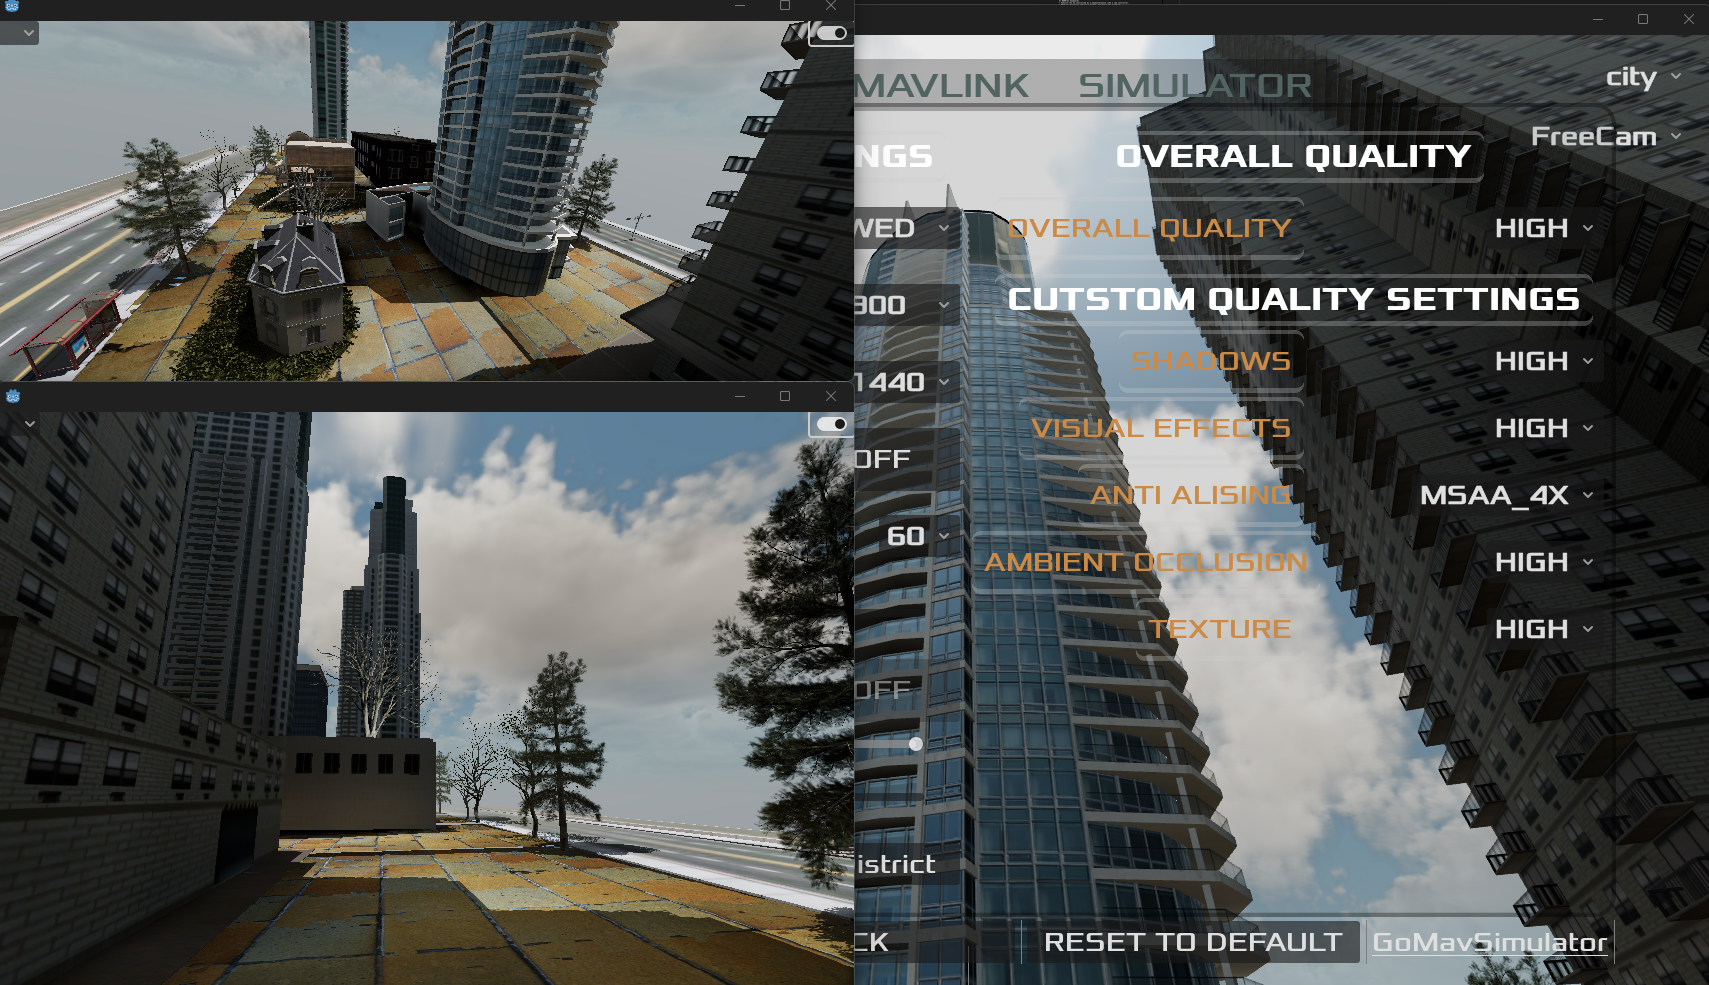 MAVLINK SIMULATOR
city
FreeCam
NGS
OVERALL QUALITY
WED
OVERALL QUALITY
HIGH
900
CUTSTOM QUALITY SETTINGS
SHADOWS
HIGH
1440
VISUAL EFFECTS
HIGH
OFF
ANTI ALISING
MSAA_4X
60
AMBIENT OCCLUSION
HIGH
TEXTURE
HIGH
OFF
istrict
CK
RESET TO DEFAULT
GoMavSimulator